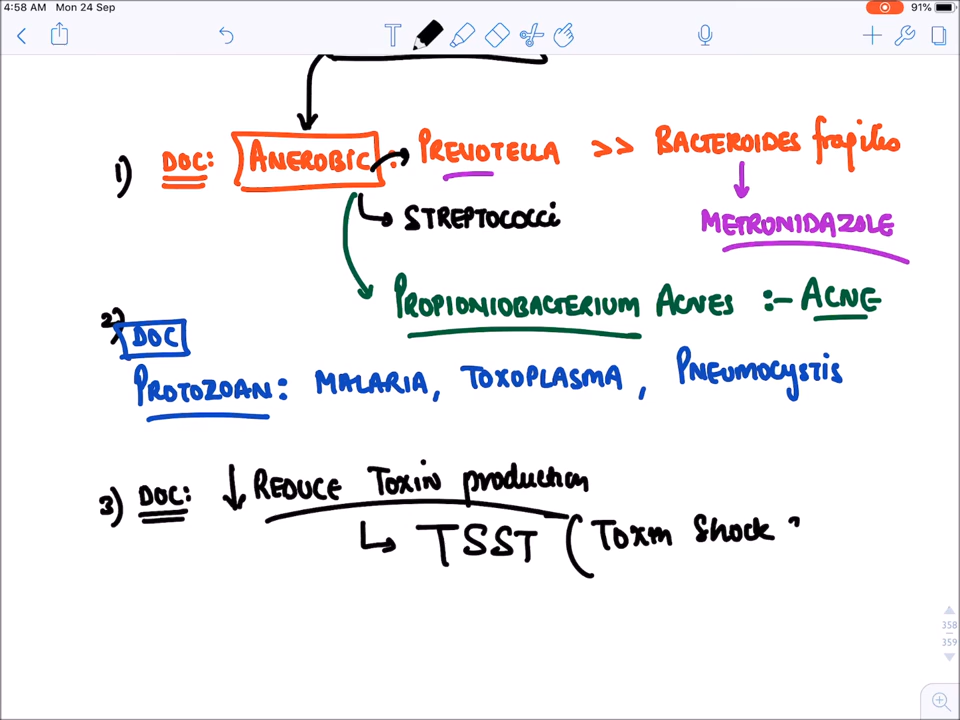 4:58 AM Mon 24 Sep 91%
T
1) DOC: ANEROBIC : PREVOTELLA >> BACTEROIDES fragiles
STREPTOCOCCI METRONIDAZOLE
PROPIONIOBACTERIUM ACNES :- ACNE
2) DOC
PROTOZOAN: MALARIA, TOXOPLASMA, PNEUMOCYSTIS
3) DOC: ↓ REDUCE Toxin production
TSST (Toxin Shock
358
359